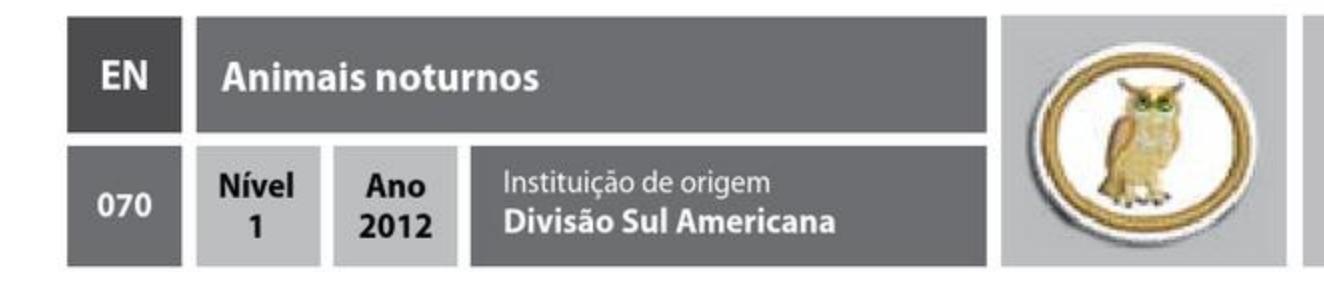 EN
Animais noturnos
070
Nível
1
Ano
2012
Instituição de origem
Divisão Sul Americana